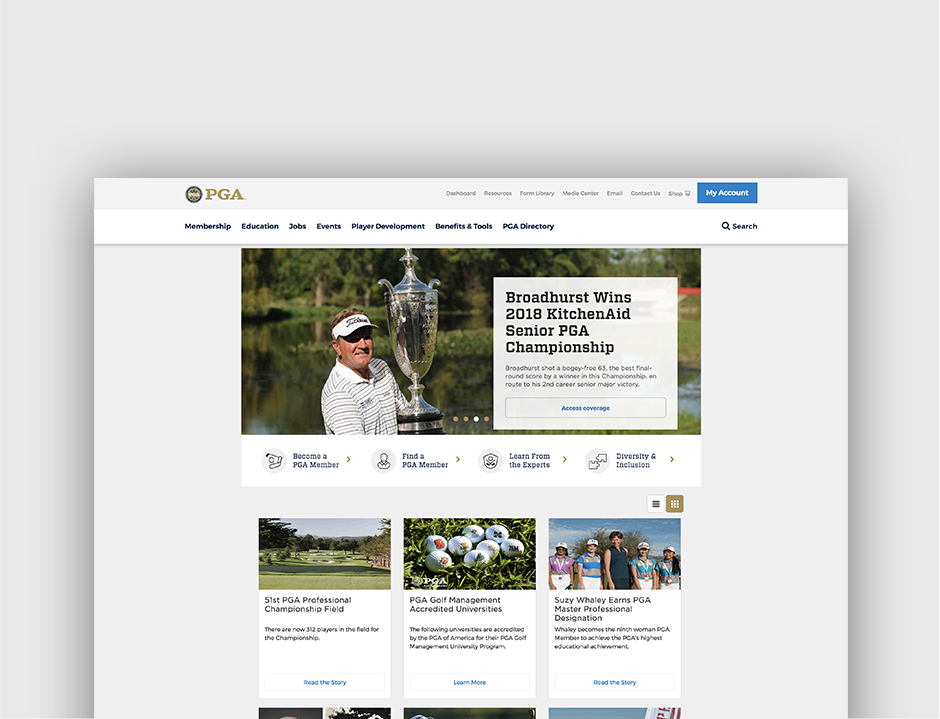 PGA
Dashboard Resources Form Library Media Center Email Contact Us Shop My Account
Membership Education Jobs Events Player Development Benefits & Tools PGA Directory Search
Titleist
Broadhurst Wins
2018 KitchenAid
Senior PGA
Championship
Broadhurst shot a bogey-free 63, the best final-
round score by a winner in this Championship, en
route to his 2nd career senior major victory.
Access coverage
Become a
PGA Member
Find a
PGA Member
Learn From
the Experts
Diversity &
Inclusion
PGA
51st PGA Professional
Championship Field
There are now 312 players in the field for
the Championship.
Read the Story
PGA Golf Management
Accredited Universities
The following universities are accredited
by the PGA of America for their PGA Golf
Management University Program.
Learn More
Suzy Whaley Earns PGA
Master Professional
Designation
Whaley becomes the ninth woman PGA
Member to achieve the PGA's highest
educational achievement.
Read the Story